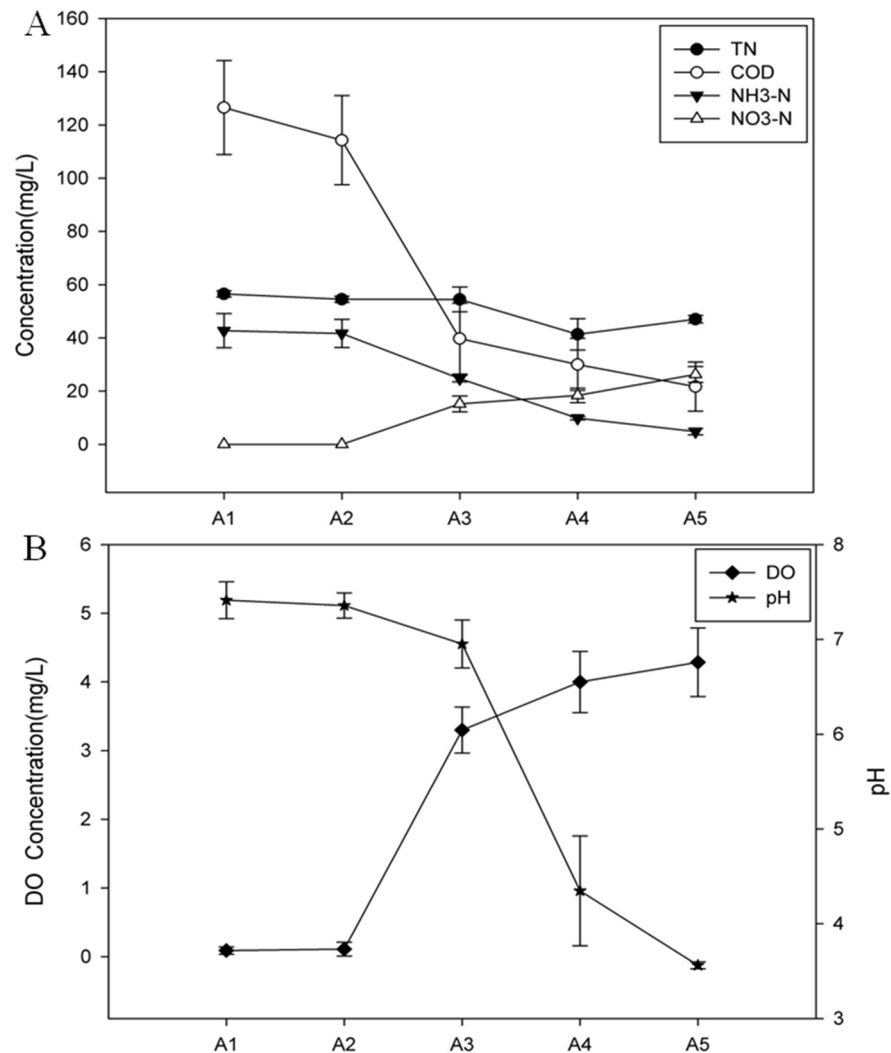 A
160
140
120
100
80
60
40
20
0
Concentration(mg/L)
TN
COD
NH3-N
NO3-N
A1 A2 A3 A4 A5
B
6
5
4
3
2
1
0
DO Concentration(mg/L)
DO
pH
8
7
6
5
4
3
pH
A1 A2 A3 A4 A5